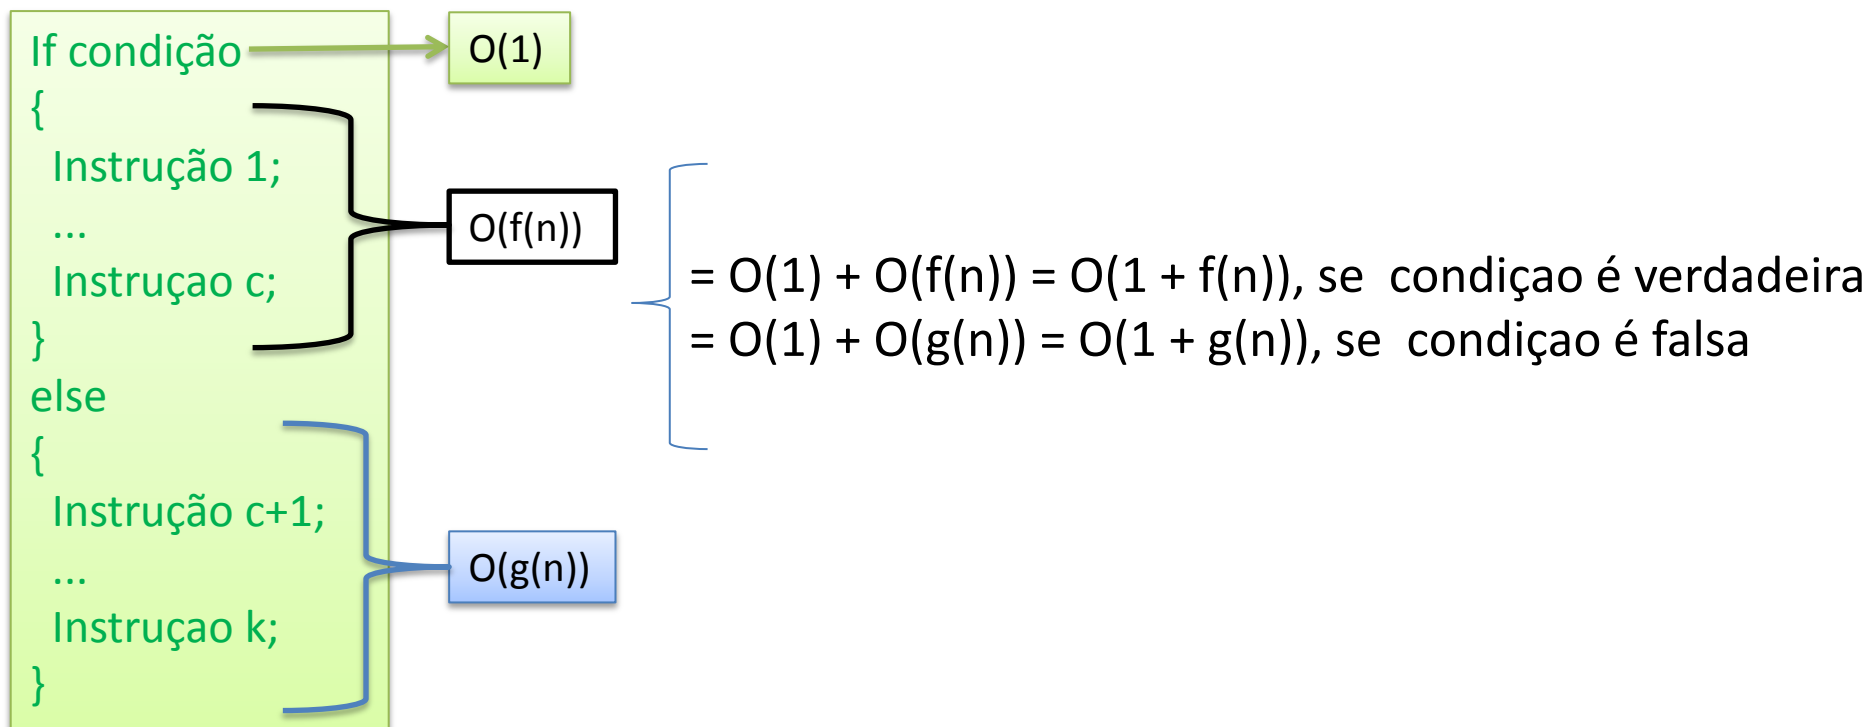 If condição
O(1)
{
Instrução 1;
...
Instruçao c;
}
O(f(n))
else
{
Instrução c+1;
...
Instruçao k;
}
O(g(n))
= O(1) + O(f(n)) = O(1 + f(n)), se condiçao é verdadeira
= O(1) + O(g(n)) = O(1 + g(n)), se condiçao é falsa